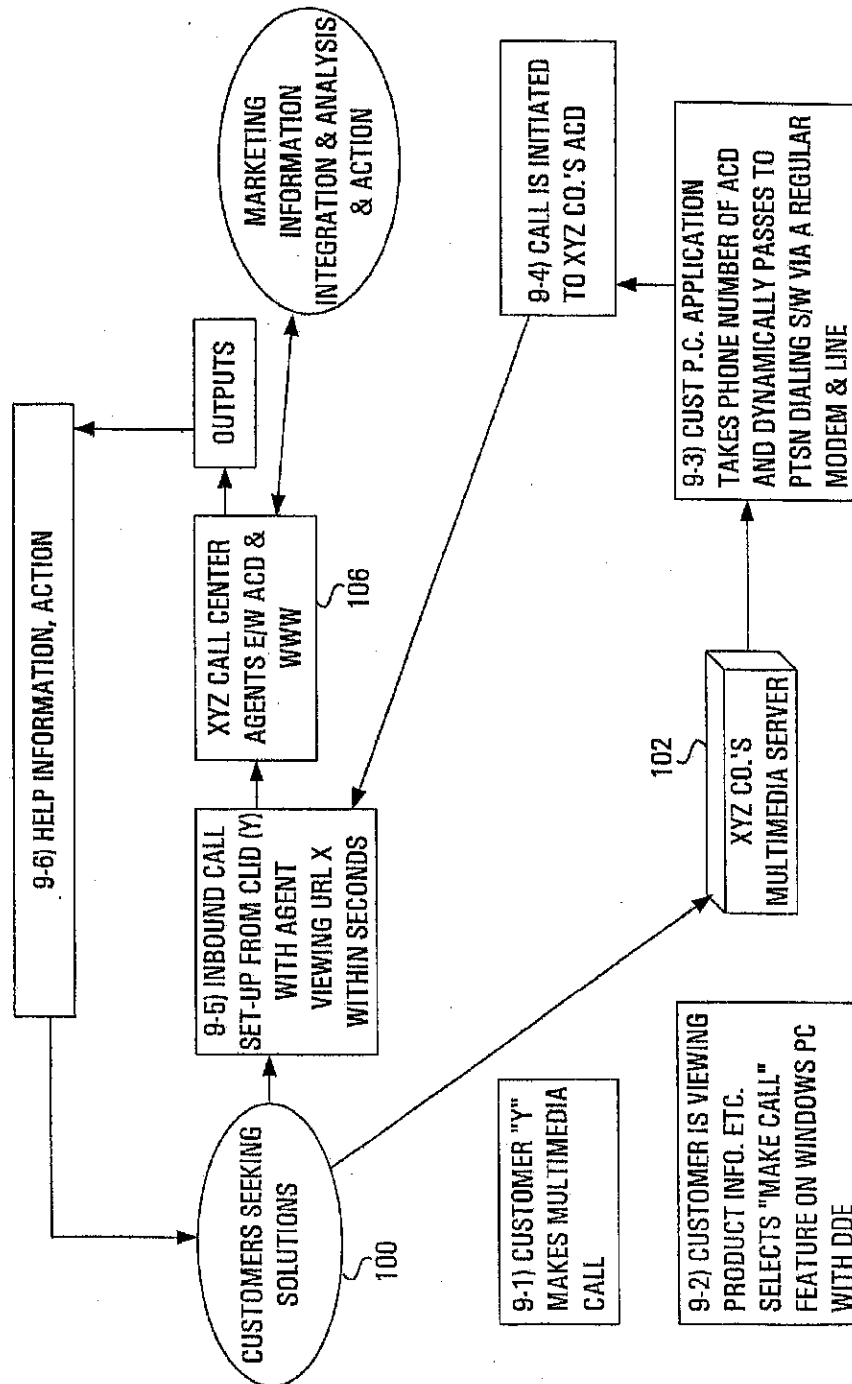 9-6) HELP INFORMATION, ACTION
CUSTOMERS SEEKING
SOLUTIONS
100
9-5) INBOUND CALL
SET-UP FROM CLID (Y)
WITH AGENT
VIEWING URL X
WITHIN SECONDS
XYZ CALL CENTER
AGENTS E/W ACD &
WWW
106
OUTPUTS
MARKETING
INFORMATION
INTEGRATION & ANALYSIS
& ACTION
9-1) CUSTOMER "Y"
MAKES MULTIMEDIA
CALL
9-2) CUSTOMER IS VIEWING
PRODUCT INFO. ETC.
SELECTS "MAKE CALL"
FEATURE ON WINDOWS PC
WITH DDE
102
XYZ CO.'S
MULTIMEDIA SERVER
9-3) CUST P.C. APPLICATION
TAKES PHONE NUMBER OF ACD
AND DYNAMICALLY PASSES TO
PTSN DIALING S/W VIA A REGULAR
MODEM & LINE
9-4) CALL IS INITIATED
TO XYZ CO.'S ACD